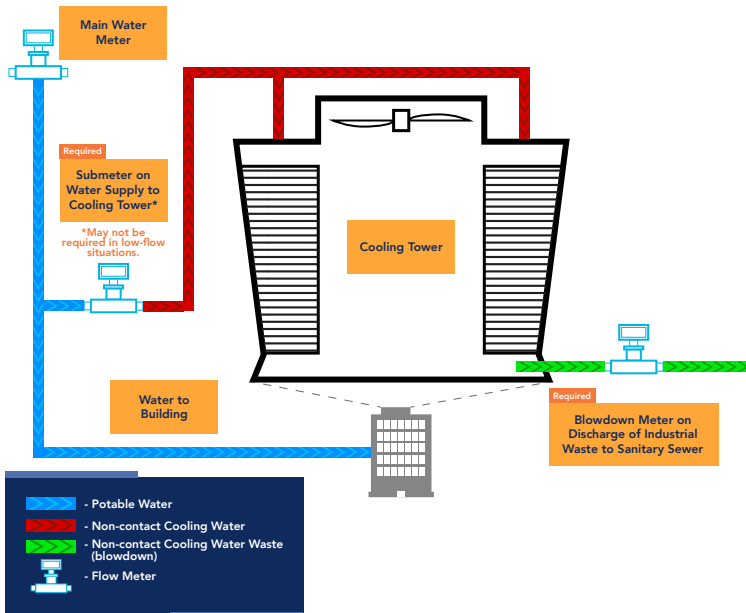 Main Water
Meter
Required
Submeter on
Water Supply to
Cooling Tower*
*May not be
required in low-flow
situations.
Cooling Tower
Water to
Building
Required
Blowdown Meter on
Discharge of Industrial
Waste to Sanitary Sewer
- Potable Water
- Non-contact Cooling Water
- Non-contact Cooling Water Waste
(blowdown)
- Flow Meter